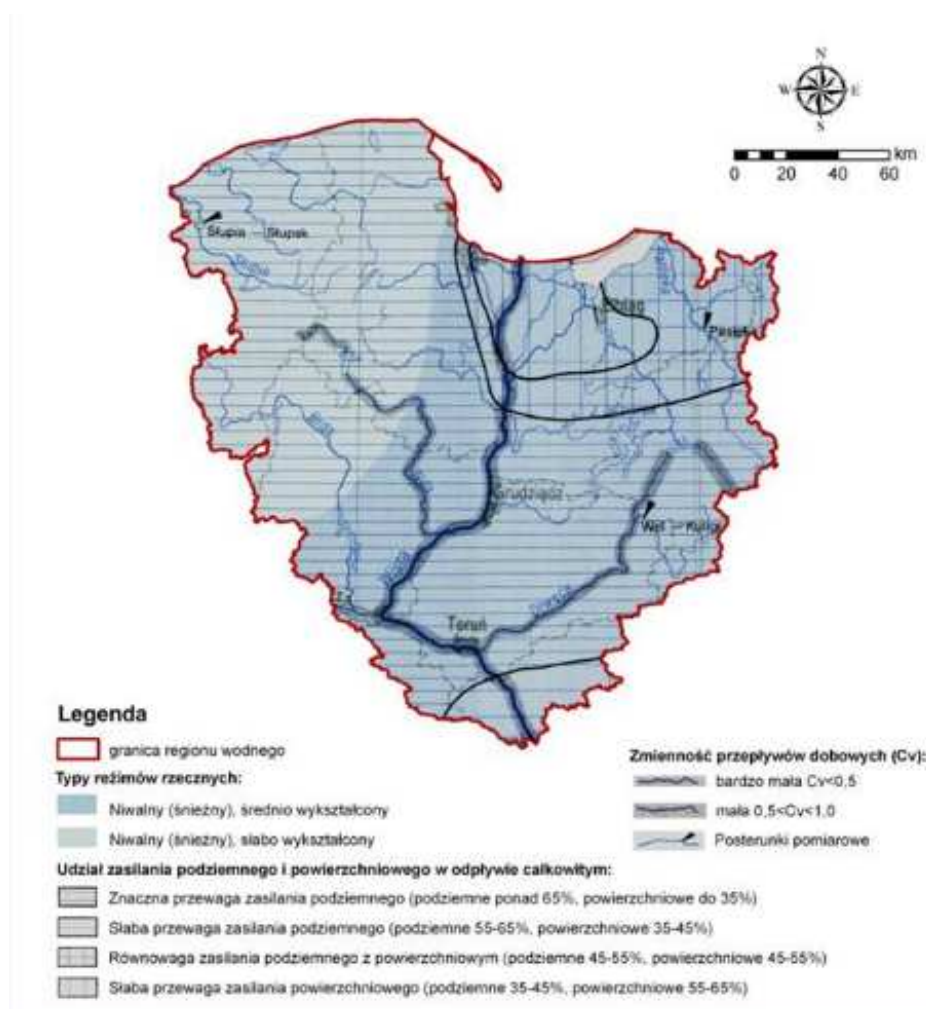 N
W E
S
km
0 20 40 60
Słupia — Słupsk
Elbląg
Pasłęka
Grudziądz
Wel — Kuligi
Drwęca
Toruń
Legenda
granica regionu wodnego
Typy reżimów rzecznych:
Niwalny (śnieżny), średnio wykształcony
Niwalny (śnieżny), słabo wykształcony
Zmienność przepływów dobowych (Cv):
bardzo mała Cv<0,5
mała 0,5<Cv<1,0
Posterunki pomiarowe
Udział zasilania podziemnego i powierzchniowego w odpływie całkowitym:
Znaczna przewaga zasilania podziemnego (podziemne ponad 65%, powierzchniowe do 35%)
Słaba przewaga zasilania podziemnego (podziemne 55-65%, powierzchniowe 35-45%)
Równowaga zasilania podziemnego z powierzchniowym (podziemne 45-55%, powierzchniowe 45-55%)
Słaba przewaga zasilania powierzchniowego (podziemne 35-45%, powierzchniowe 55-65%)